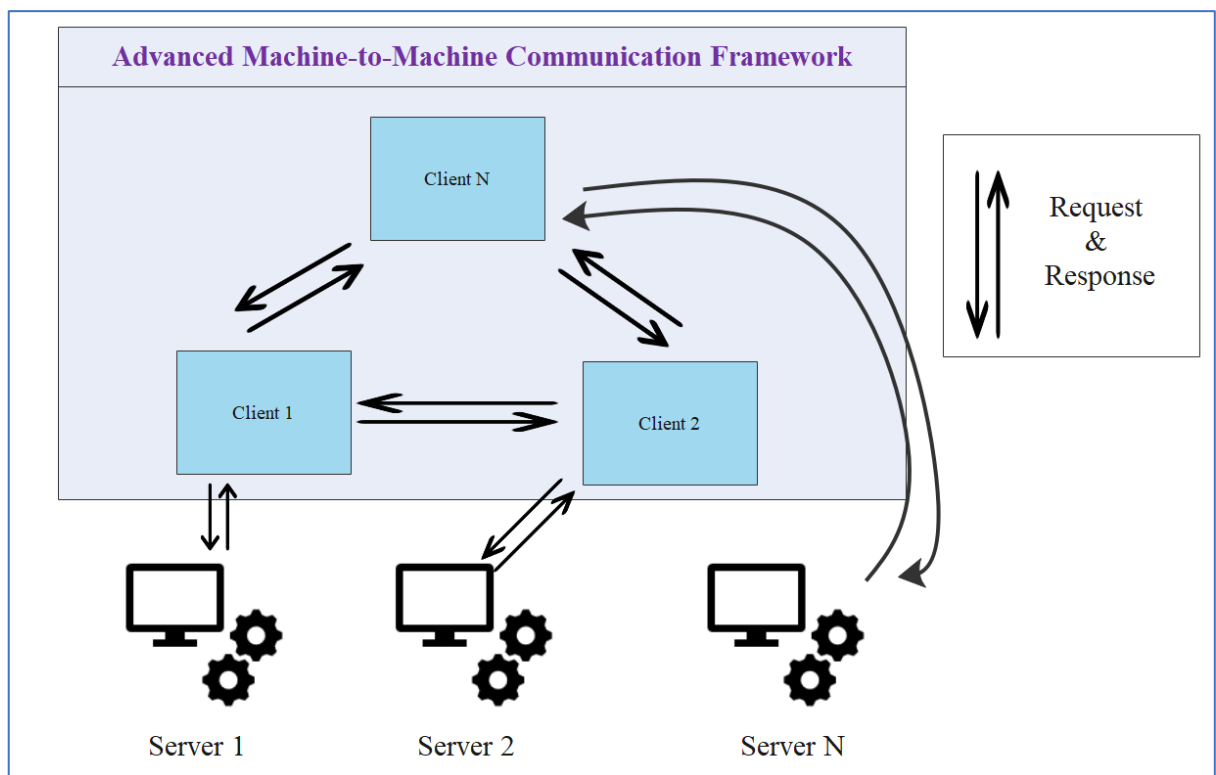 Advanced Machine-to-Machine Communication Framework
Client N
Request
&
Response
Client 1
Client 2
Server 1
Server 2
Server N